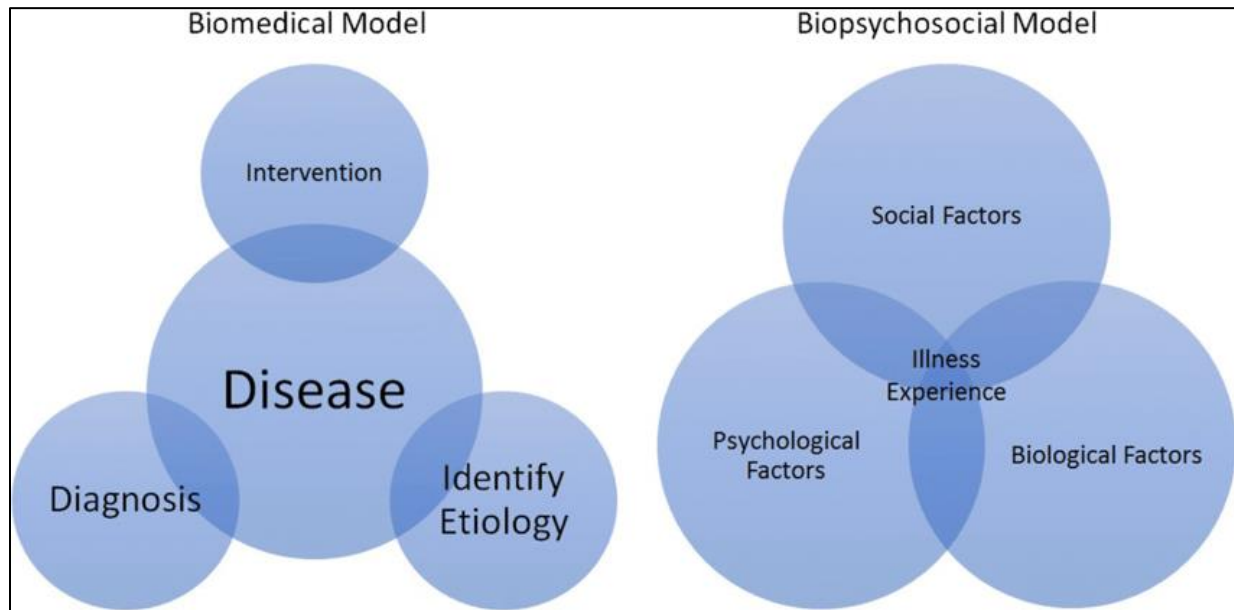 Biomedical Model
Intervention
Disease
Diagnosis
Identify
Etiology
Biopsychosocial Model
Social Factors
Illness
Experience
Psychological
Factors
Biological Factors